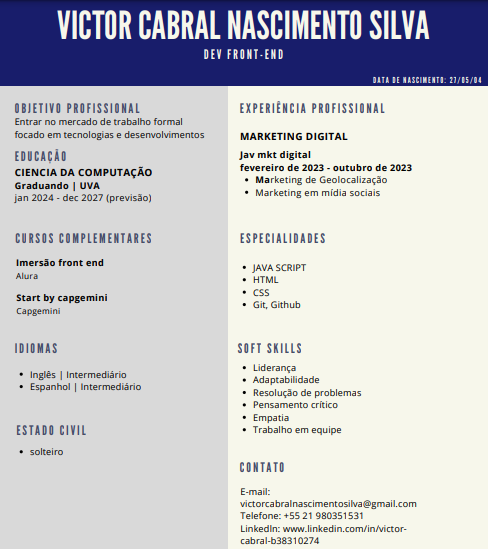 VICTOR CABRAL NASCIMENTO SILVA
DEV FRONT-END
DATA DE NASCIMENTO: 27/05/04
OBJETIVO PROFISSIONAL
Entrar no mercado de trabalho formal
focado em tecnologias e desenvolvimentos
EDUCAÇÃO
CIENCIA DA COMPUTAÇÃO
Graduando | UVA
jan 2024 - dec 2027 (previsão)
CURSOS COMPLEMENTARES
Imersão front end
Alura
Start by capgemini
Capgemini
IDIOMAS
• Inglês | Intermediário
• Espanhol | Intermediário
ESTADO CIVIL
• solteiro
EXPERIÊNCIA PROFISSIONAL
MARKETING DIGITAL
Jav mkt digital
fevereiro de 2023 - outubro de 2023
• Marketing de Geolocalização
• Marketing em mídia sociais
ESPECIALIDADES
• JAVA SCRIPT
• HTML
• CSS
• Git, Github
SOFT SKILLS
• Liderança
• Adaptabilidade
• Resolução de problemas
• Pensamento crítico
• Empatia
• Trabalho em equipe
CONTATO
E-mail:
victorcabralnascimentosilva@gmail.com
Telefone: +55 21 980351531
LinkedIn: www.linkedin.com/in/victor-
cabral-b38310274